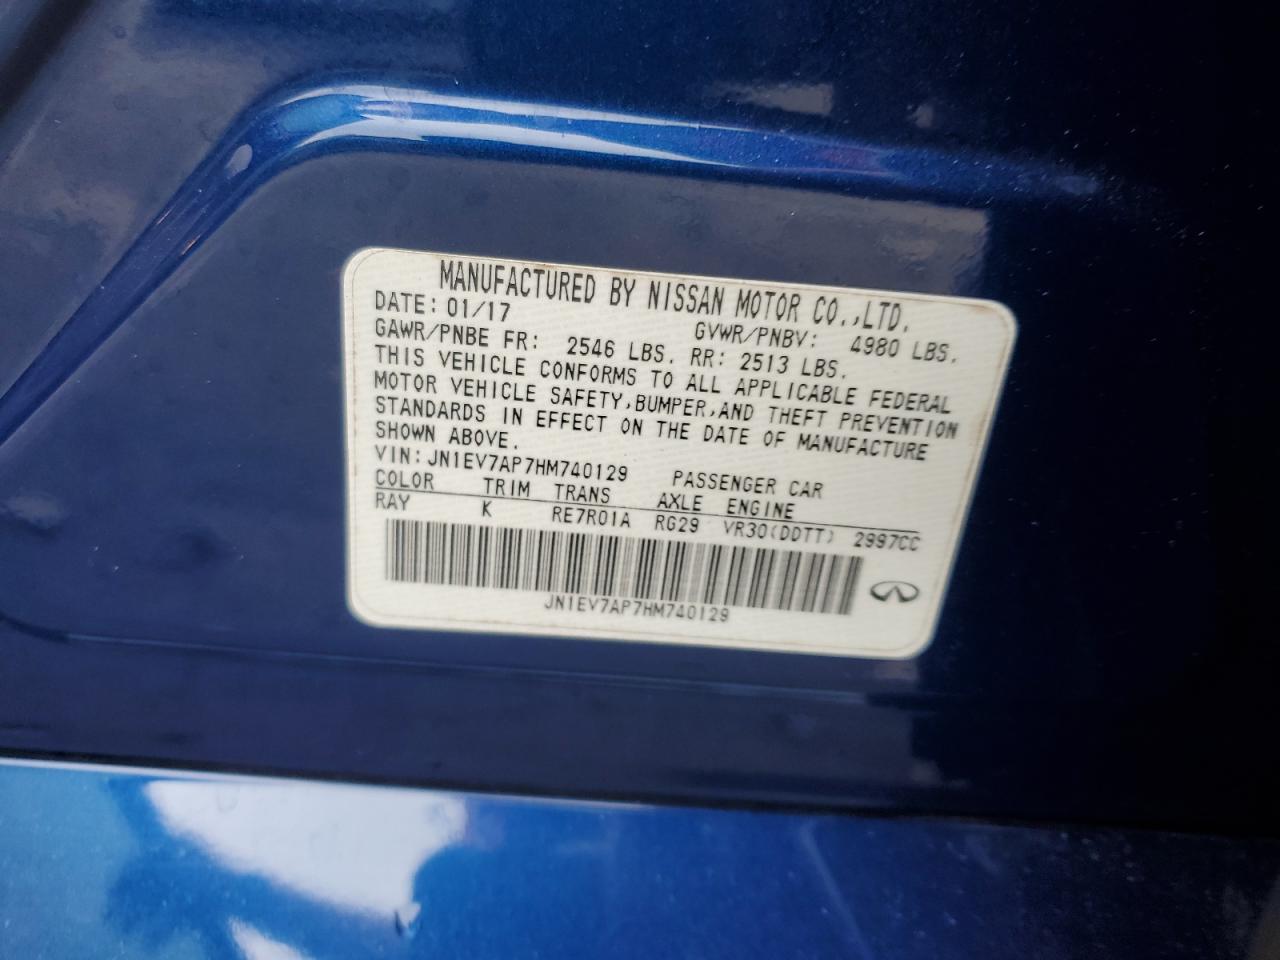 MANUFACTURED BY NISSAN MOTOR CO.,LTD.
DATE: 01/17 GVWR/PNBV: 4980 LBS.
GAWR/PNBE FR: 2546 LBS. RR: 2513 LBS.
THIS VEHICLE CONFORMS TO ALL APPLICABLE FEDERAL
MOTOR VEHICLE SAFETY,BUMPER,AND THEFT PREVENTION
STANDARDS IN EFFECT ON THE DATE OF MANUFACTURE
SHOWN ABOVE.
VIN:JN1EV7AP7HM740129 PASSENGER CAR
COLOR TRIM TRANS AXLE ENGINE
RAY K RE7R01A RG29 VR30(DDTT) 2997CC
JN1EV7AP7HM740129